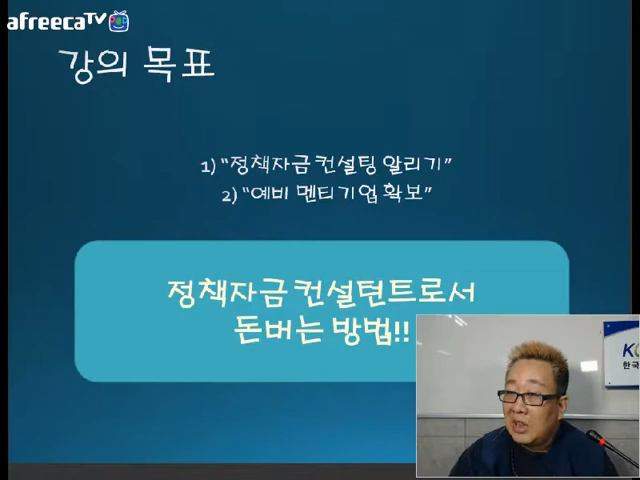 afreecaTV
강의 목표
1) "정책자금 컨설팅 알리기"
2) "예비 멘티기업 확보"
정책자금 컨설턴트로서
돈버는 방법!!
한국